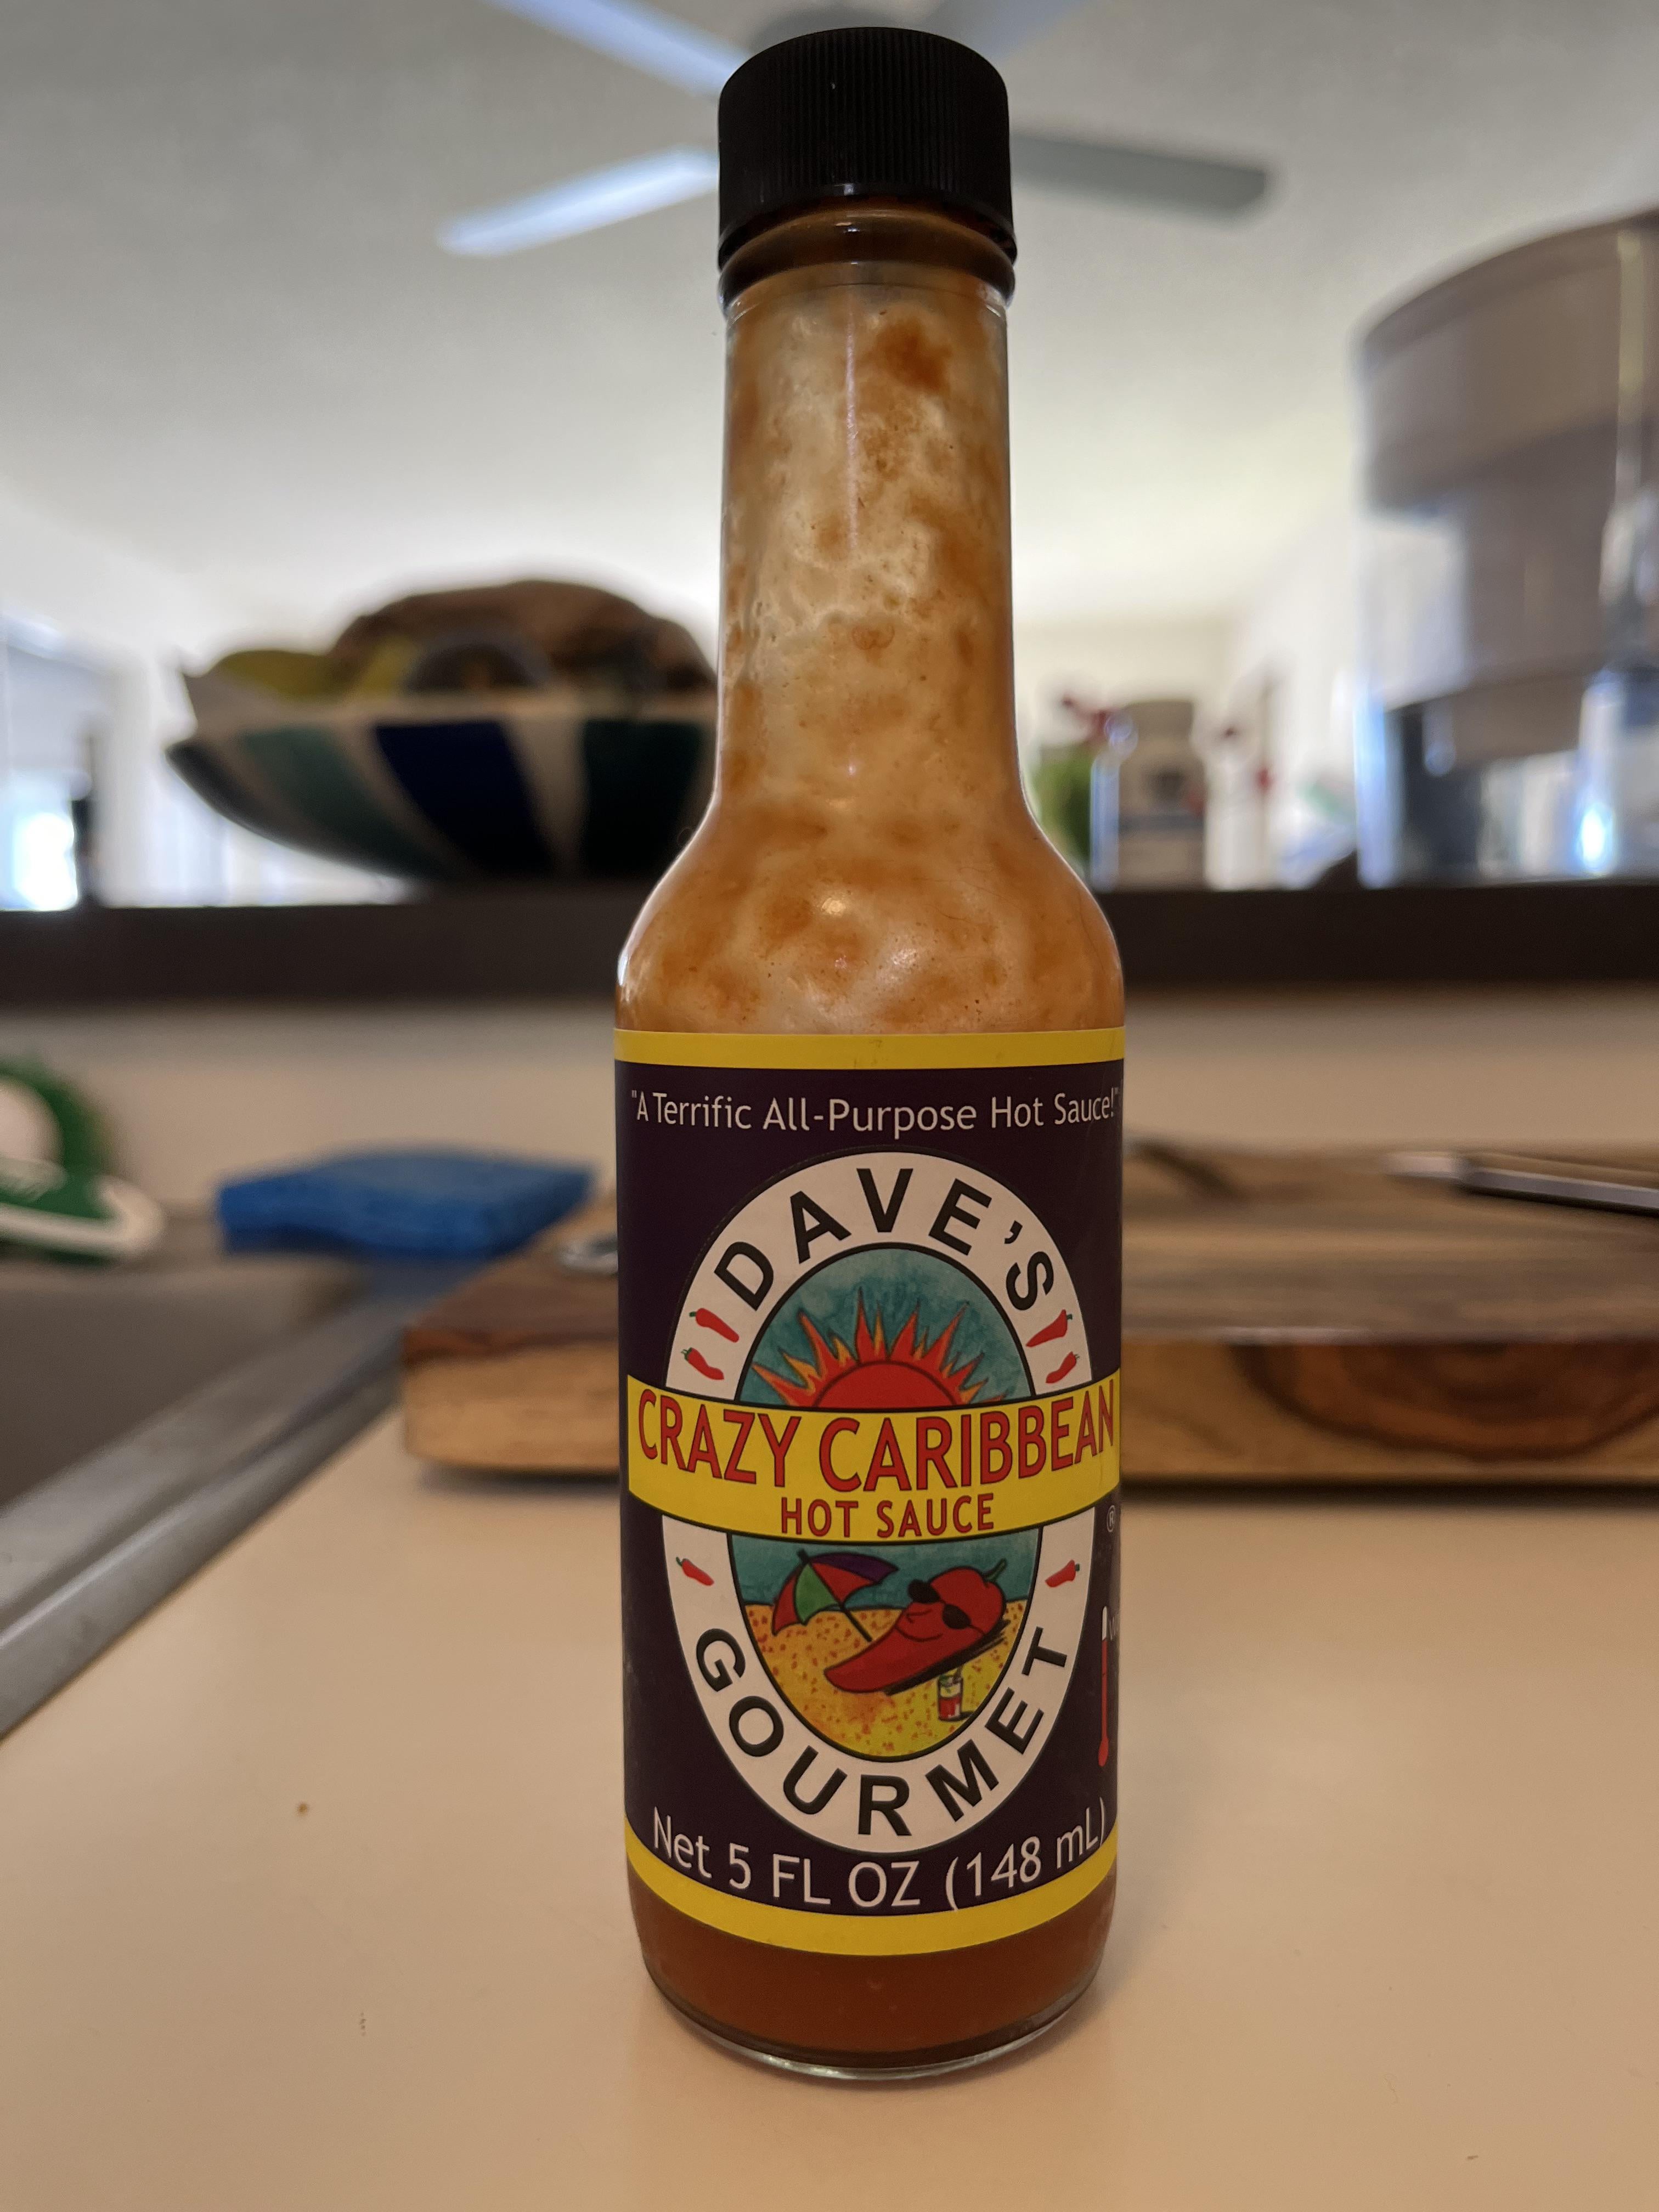 "A Terrific All-Purpose Hot Sauce!"
DAVE'S
CRAZY CARIBBEAN
HOT SAUCE
®
GOURMET
Net 5 FL OZ (148 mL)